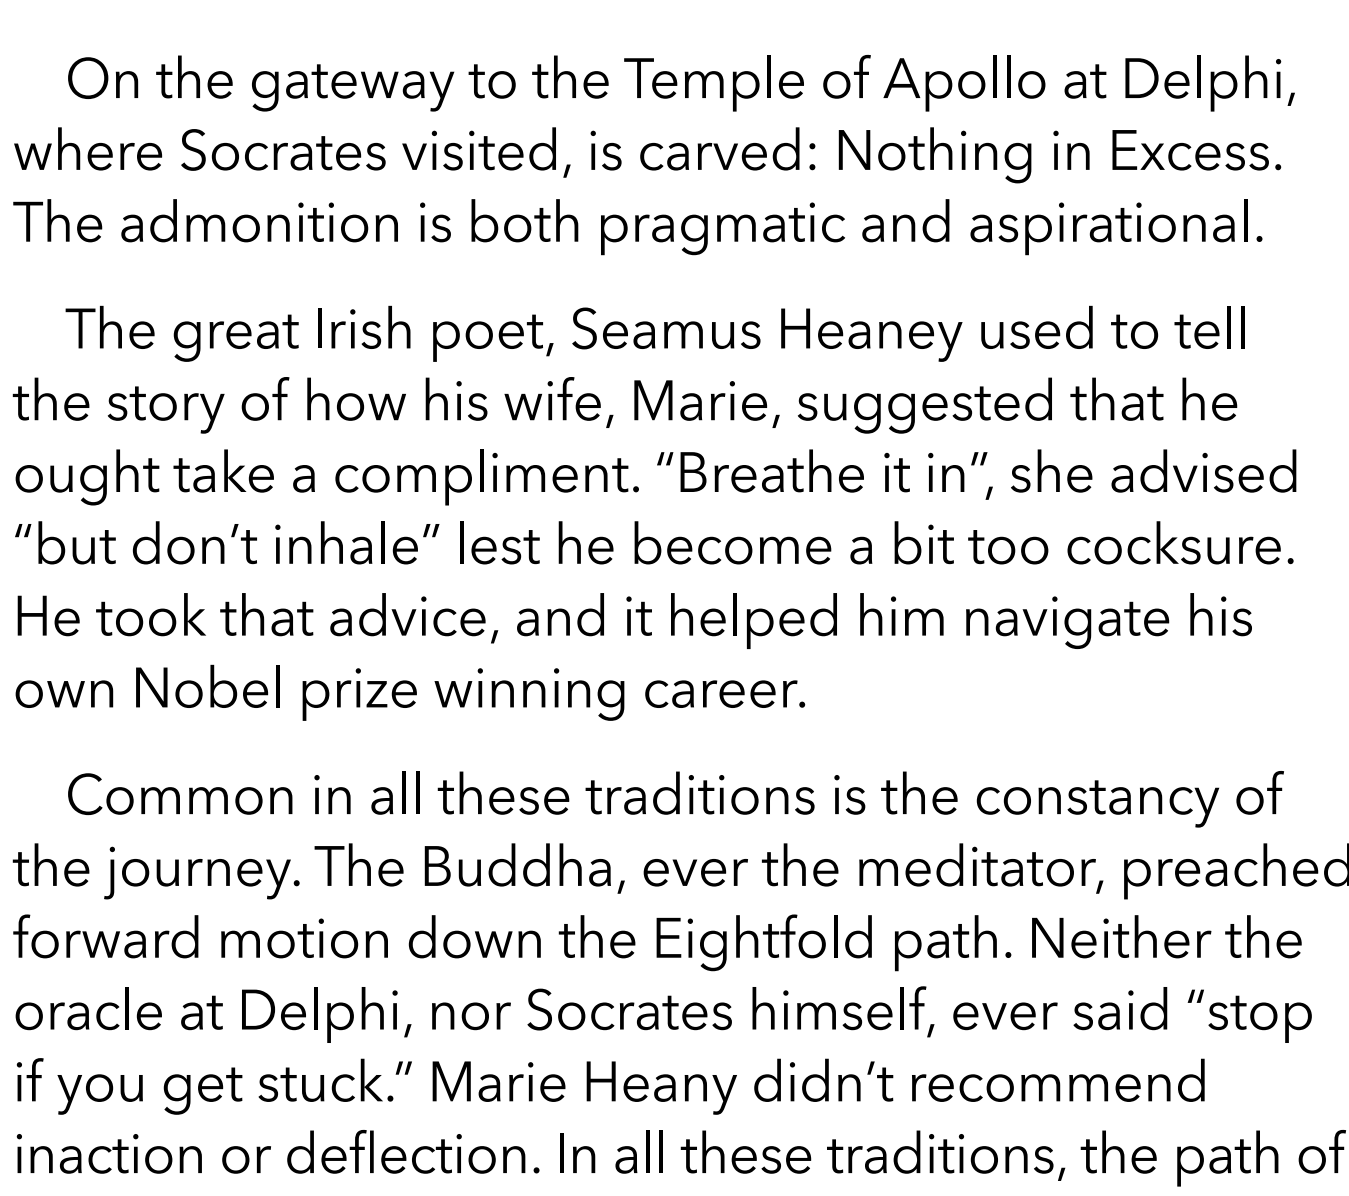 On the gateway to the Temple of Apollo at Delphi,
where Socrates visited, is carved: Nothing in Excess.
The admonition is both pragmatic and aspirational.
The great Irish poet, Seamus Heaney used to tell
the story of how his wife, Marie, suggested that he
ought take a compliment. “Breathe it in”, she advised
“but don’t inhale” lest he become a bit too cocksure.
He took that advice, and it helped him navigate his
own Nobel prize winning career.
Common in all these traditions is the constancy of
the journey. The Buddha, ever the meditator, preached
forward motion down the Eightfold path. Neither the
oracle at Delphi, nor Socrates himself, ever said “stop
if you get stuck.” Marie Heany didn’t recommend
inaction or deflection. In all these traditions, the path of